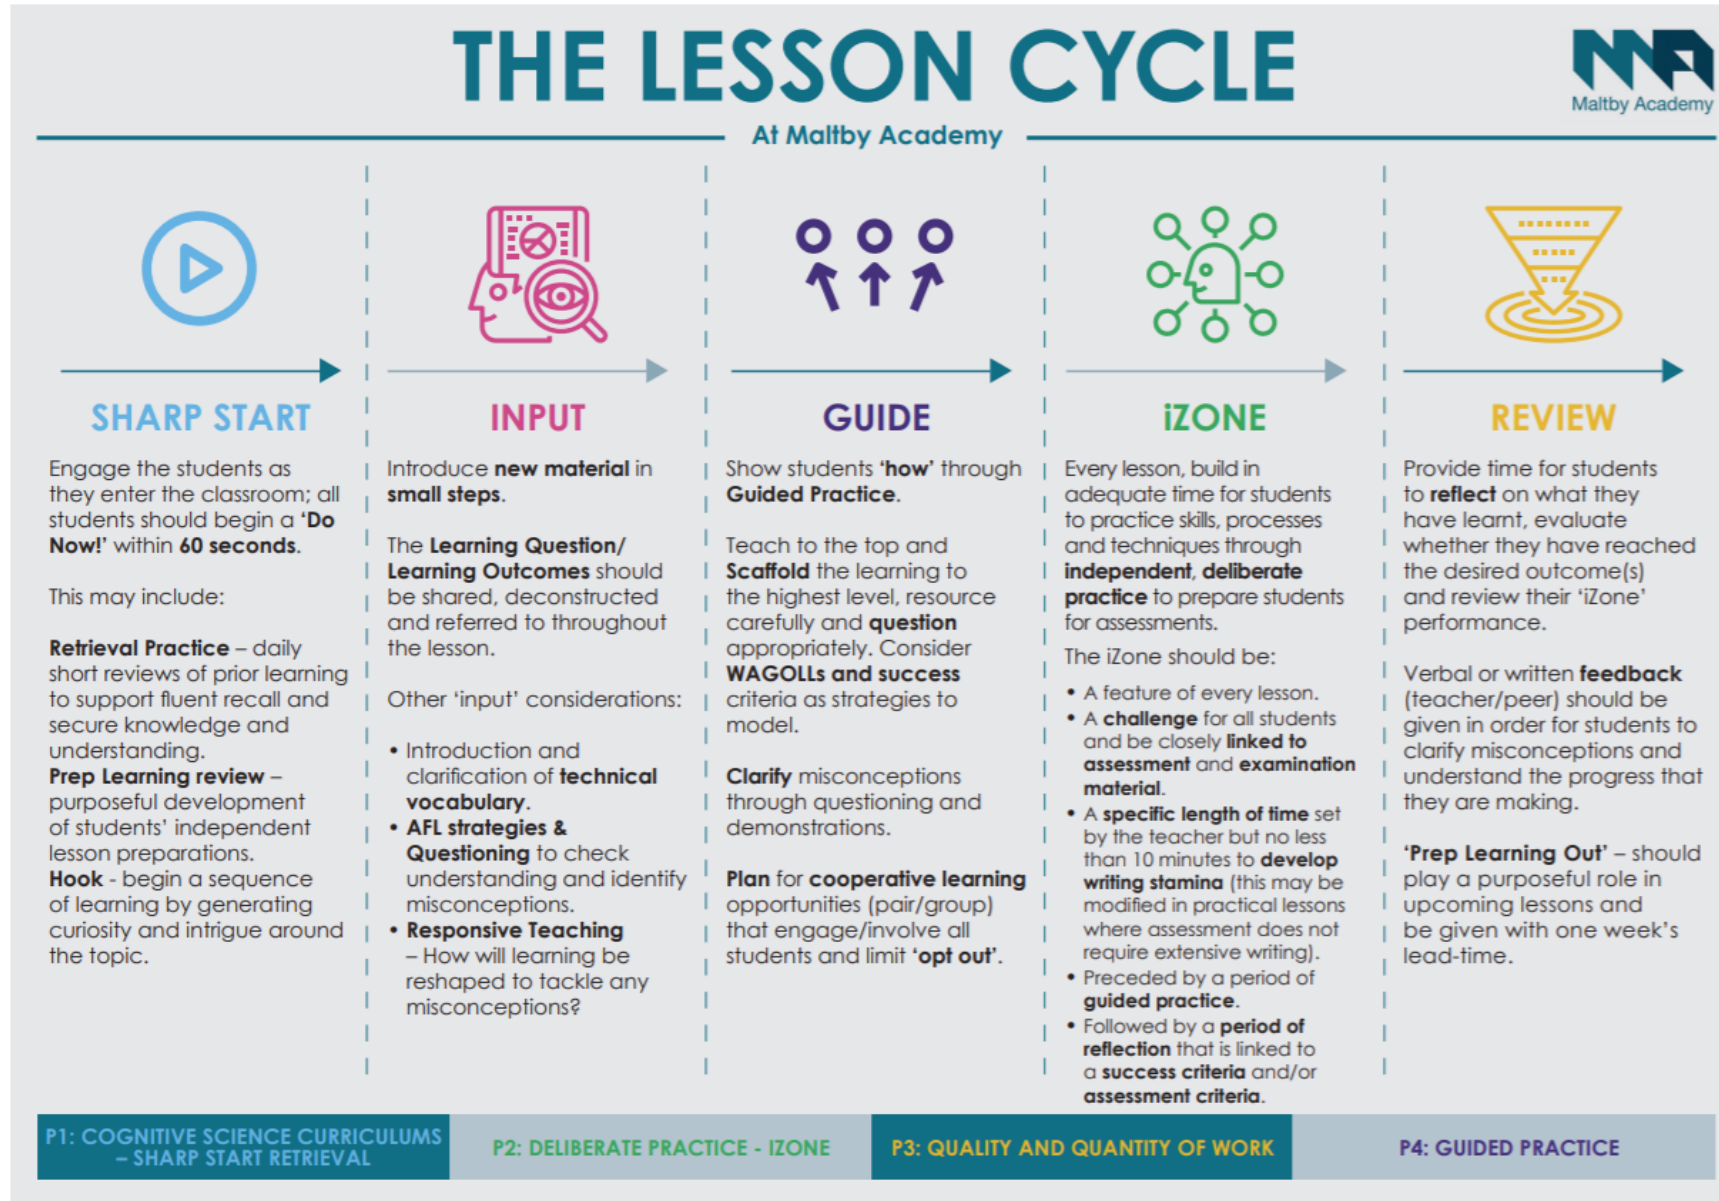 THE LESSON CYCLE
Maltby Academy
At Maltby Academy
SHARP START
Engage the students as
they enter the classroom; all
students should begin a ‘Do
Now!’ within 60 seconds.
This may include:
Retrieval Practice – daily
short reviews of prior learning
to support fluent recall and
secure knowledge and
understanding.
Prep Learning review –
purposeful development
of students’ independent
lesson preparations.
Hook - begin a sequence
of learning by generating
curiosity and intrigue around
the topic.
INPUT
Introduce new material in
small steps.
The Learning Question/
Learning Outcomes should
be shared, deconstructed
and referred to throughout
the lesson.
Other ‘input’ considerations:
• Introduction and
clarification of technical
vocabulary.
• AFL strategies &
Questioning to check
understanding and identify
misconceptions.
• Responsive Teaching
– How will learning be
reshaped to tackle any
misconceptions?
GUIDE
Show students ‘how’ through
Guided Practice.
Teach to the top and
Scaffold the learning to
the highest level, resource
carefully and question
appropriately. Consider
WAGOLLs and success
criteria as strategies to
model.
Clarify misconceptions
through questioning and
demonstrations.
Plan for cooperative learning
opportunities (pair/group)
that engage/involve all
students and limit ‘opt out’.
iZONE
Every lesson, build in
adequate time for students
to practice skills, processes
and techniques through
independent, deliberate
practice to prepare students
for assessments.
The iZone should be:
• A feature of every lesson.
• A challenge for all students
and be closely linked to
assessment and examination
material.
• A specific length of time set
by the teacher but no less
than 10 minutes to develop
writing stamina (this may be
modified in practical lessons
where assessment does not
require extensive writing).
• Preceded by a period of
guided practice.
• Followed by a period of
reflection that is linked to
a success criteria and/or
assessment criteria.
REVIEW
Provide time for students
to reflect on what they
have learnt, evaluate
whether they have reached
the desired outcome(s)
and review their ‘iZone’
performance.
Verbal or written feedback
(teacher/peer) should be
given in order for students to
clarify misconceptions and
understand the progress that
they are making.
‘Prep Learning Out’ – should
play a purposeful role in
upcoming lessons and
be given with one week’s
lead-time.
P1: COGNITIVE SCIENCE CURRICULUMS
– SHARP START RETRIEVAL
P2: DELIBERATE PRACTICE - IZONE
P3: QUALITY AND QUANTITY OF WORK
P4: GUIDED PRACTICE